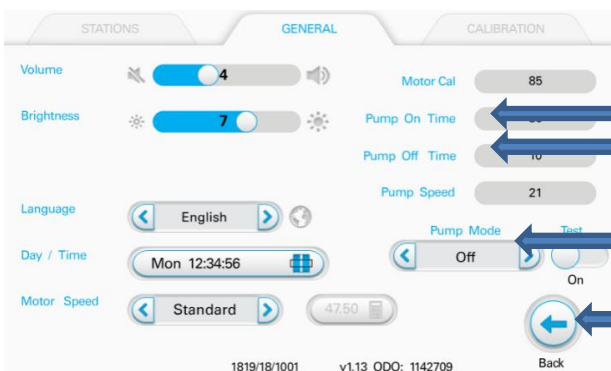 STATIONS GENERAL CALIBRATION
Volume 4 Motor Cal 85
Brightness 7 Pump On Time
Pump Off Time 10
Pump Speed 21
Language English
Pump Mode Test
Day / Time Mon 12:34:56 Off
On
Motor Speed Standard 47.50
1819/18/1001 v1.13 ODO: 1142709 Back